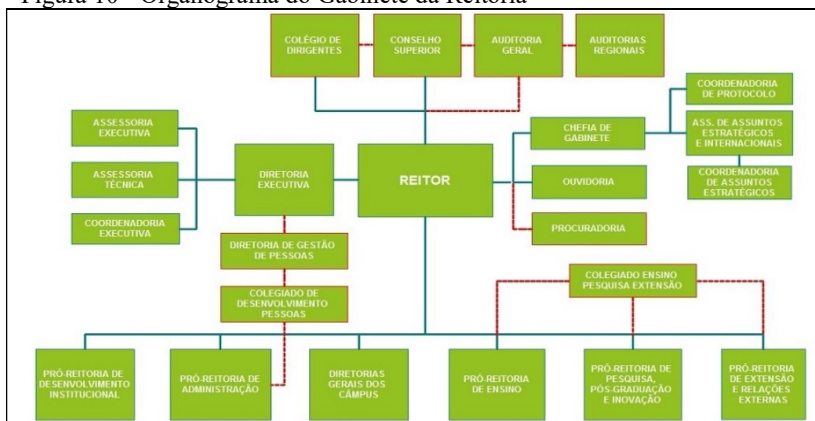 Figura 10 - Organograma do Gabinete da Reitoria
COLÉGIO DE
DIRIGENTES
CONSELHO
SUPERIOR
AUDITORIA
GERAL
AUDITORIAS
REGIONAIS
COORDENADORIA
DE PROTOCOLO
ASSESSORIA
EXECUTIVA
CHEFIA DE
GABINETE
ASS. DE ASSUNTOS
ESTRATÉGICOS
E INTERNACIONAIS
ASSESSORIA
TÉCNICA
DIRETORIA
EXECUTIVA
REITOR
OUVIDORIA
COORDENADORIA
DE ASSUNTOS
ESTRATÉGICOS
COORDENADORIA
EXECUTIVA
PROCURADORIA
DIRETORIA DE GESTÃO
DE PESSOAS
COLEGIADO ENSINO
PESQUISA EXTENSÃO
COLEGIADO DE
DESENVOLVIMENTO
PESSOAS
PRÓ-REITORIA DE
DESENVOLVIMENTO
INSTITUCIONAL
PRÓ-REITORIA DE
ADMINISTRAÇÃO
DIRETORIAS
GERAIS DOS
CÂMPUS
PRÓ-REITORIA
DE ENSINO
PRÓ-REITORIA DE
PESQUISA,
PÓS-GRADUAÇÃO
E INOVAÇÃO
PRÓ-REITORIA
DE EXTENSÃO
E RELAÇÕES
EXTERNAS